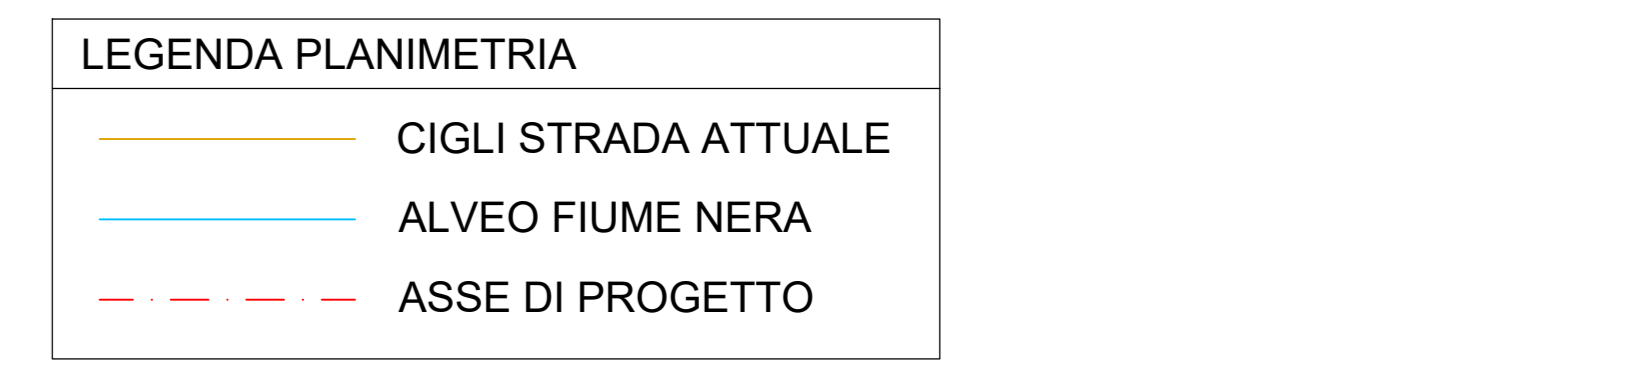 LEGENDA PLANIMETRIA
CIGLI STRADA ATTUALE
ALVEO FIUME NERA
ASSE DI PROGETTO